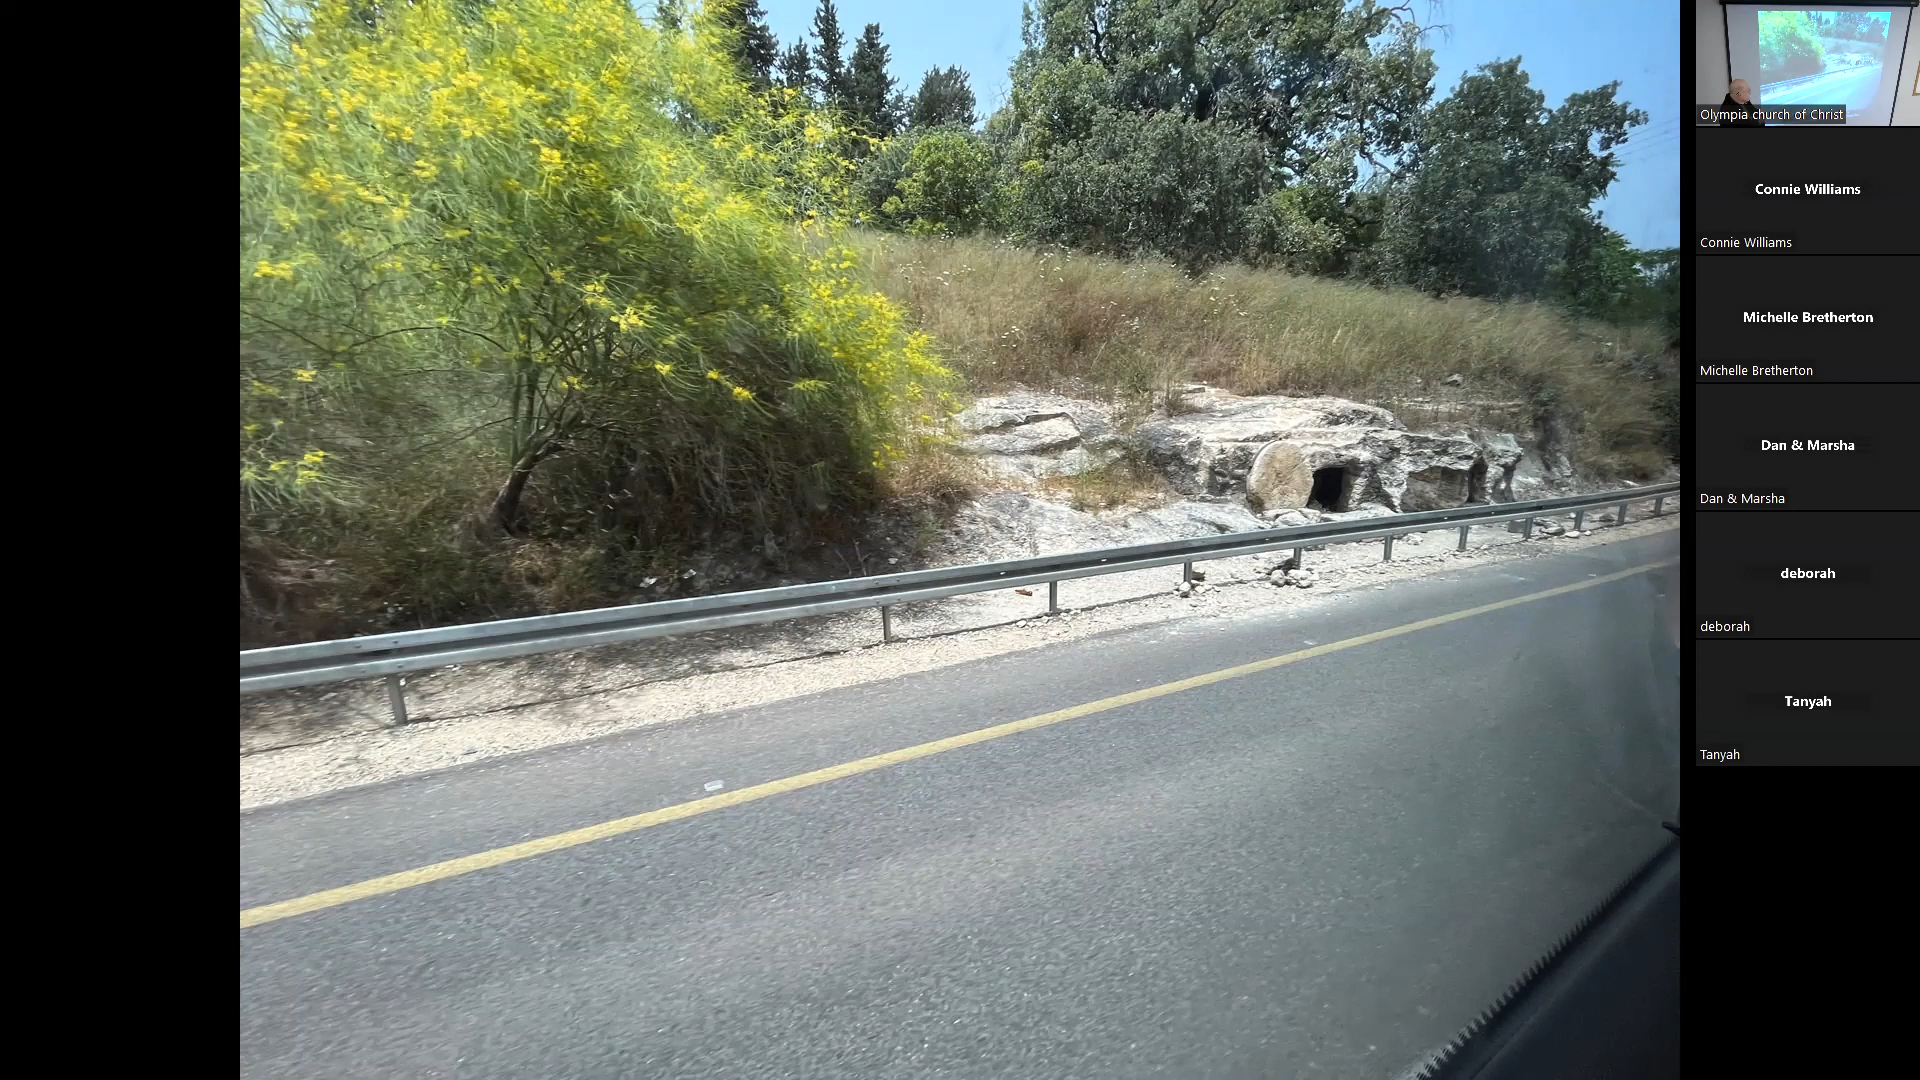 Olympia church of Christ
Connie Williams
Connie Williams
Michelle Bretherton
Michelle Bretherton
Dan & Marsha
Dan & Marsha
deborah
deborah
Tanyah
Tanyah